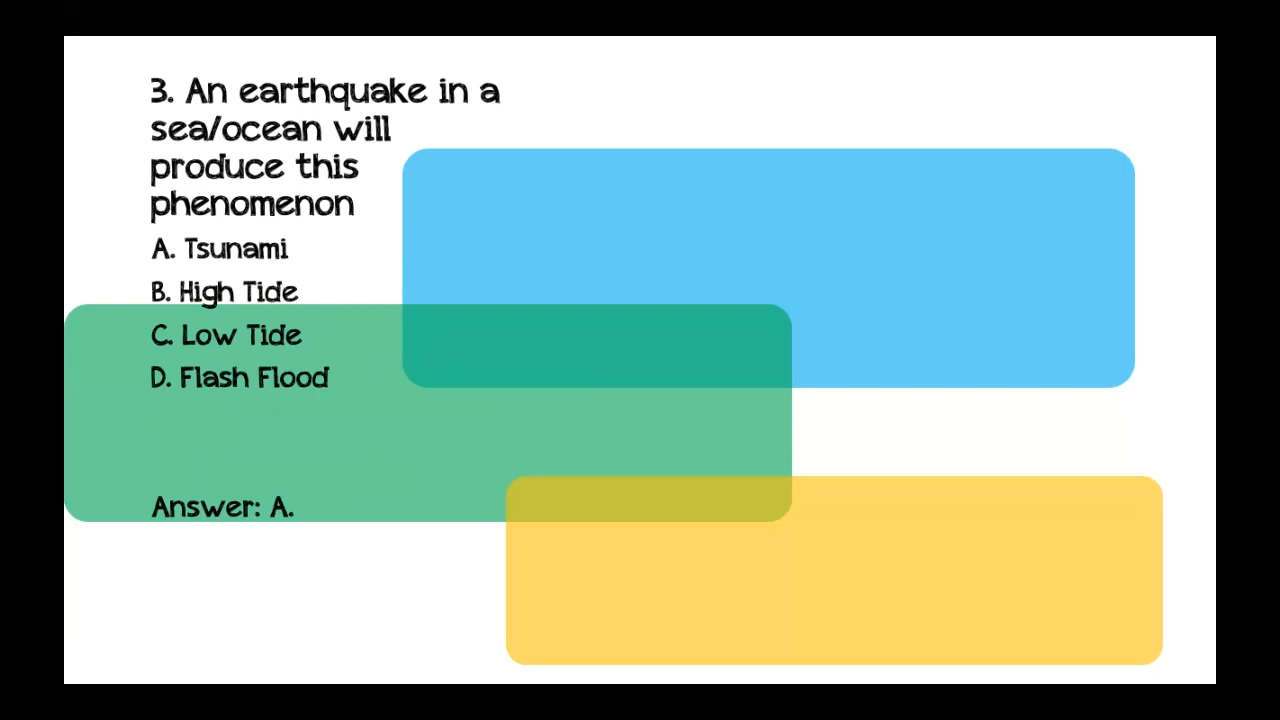 3. An earthquake in a
sea/ocean will
produce this
phenomenon
A. Tsunami
B. High Tide
C. Low Tide
D. Flash Flood
Answer: A.